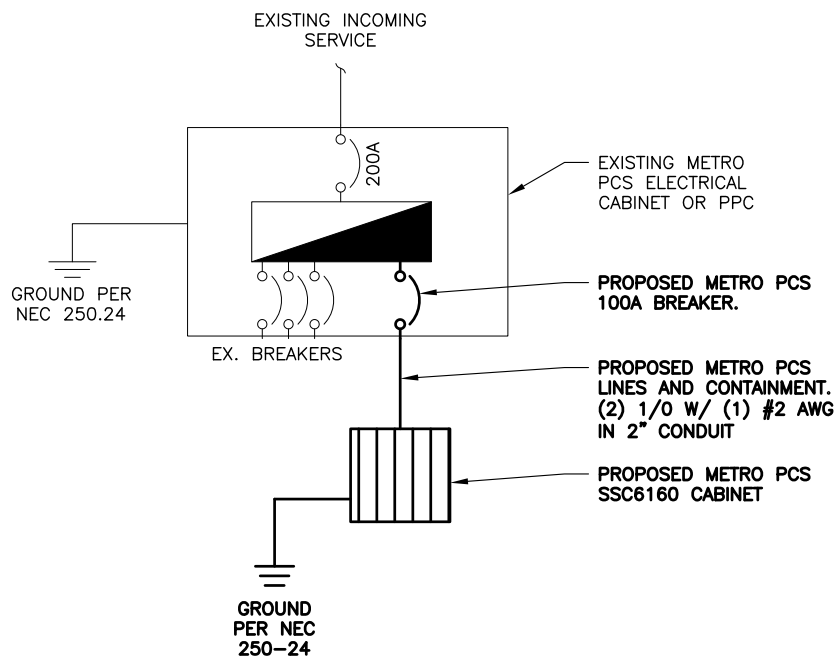 EXISTING INCOMING
SERVICE
200A
EXISTING METRO
PCS ELECTRICAL
CABINET OR PPC
GROUND PER
NEC 250.24
PROPOSED METRO PCS
100A BREAKER.
EX. BREAKERS
PROPOSED METRO PCS
LINES AND CONTAINMENT.
(2) 1/0 W/ (1) #2 AWG
IN 2" CONDUIT
PROPOSED METRO PCS
SSC6160 CABINET
GROUND
PER NEC
250-24